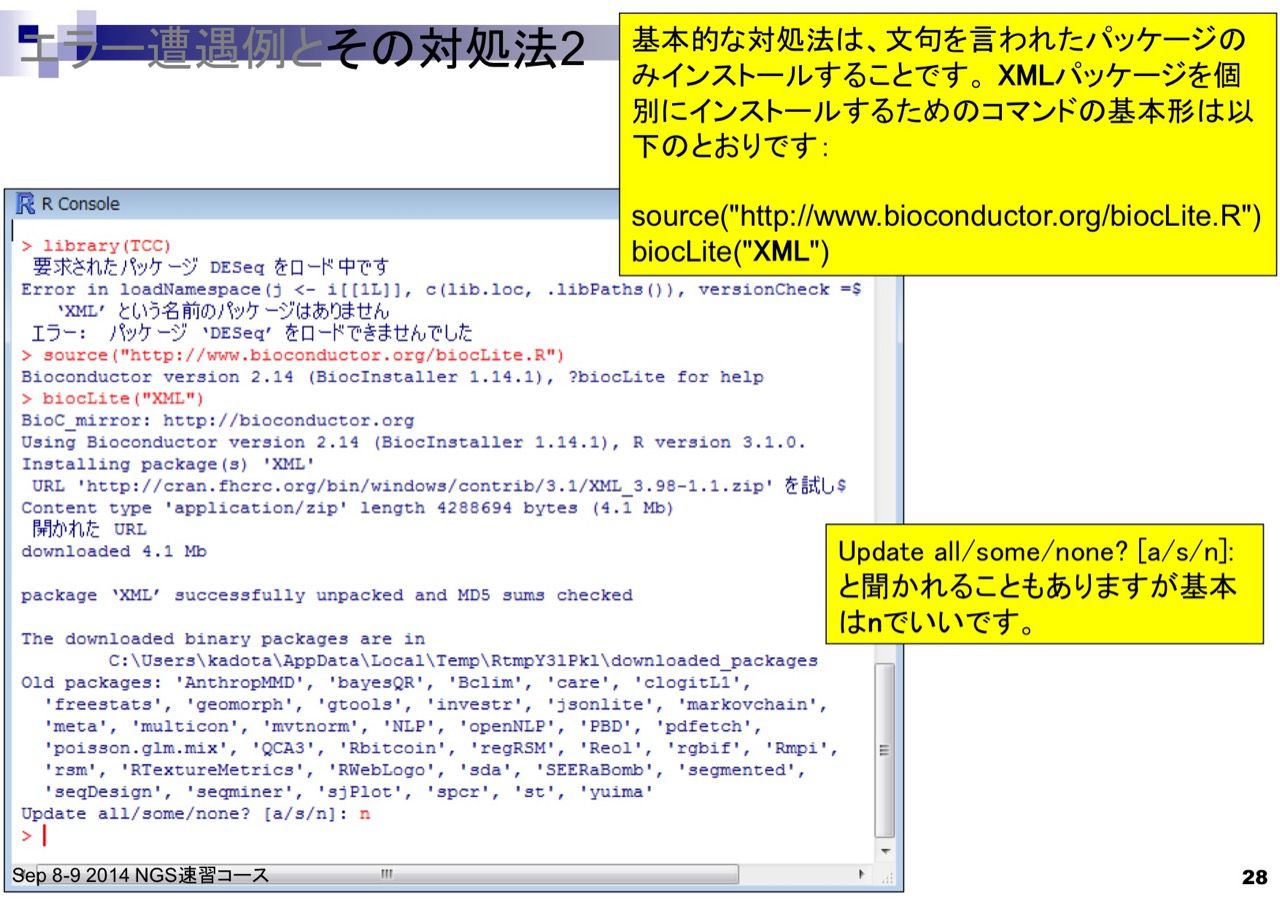 エラー遭遇例とその対処法2
基本的な対処法は、文句を言われたパッケージの
みインストールすることです。XMLパッケージを個
別にインストールするためのコマンドの基本形は以
下のとおりです：
source("http://www.bioconductor.org/biocLite.R")
biocLite("XML")
R Console
> library(TCC)
要求されたパッケージ DESeq をロード中です
Error in loadNamespace(j <- i[[1L]], c(lib.loc, .libPaths()), versionCheck =$
‘XML’ という名前のパッケージはありません
エラー： パッケージ ‘DESeq’ をロードできませんでした
> source("http://www.bioconductor.org/biocLite.R")
Bioconductor version 2.14 (BiocInstaller 1.14.1), ?biocLite for help
> biocLite("XML")
BioC_mirror: http://bioconductor.org
Using Bioconductor version 2.14 (BiocInstaller 1.14.1), R version 3.1.0.
Installing package(s) 'XML'
URL 'http://cran.fhcrc.org/bin/windows/contrib/3.1/XML_3.98-1.1.zip' を試し$
Content type 'application/zip' length 4288694 bytes (4.1 Mb)
開かれた URL
downloaded 4.1 Mb
package ‘XML’ successfully unpacked and MD5 sums checked
The downloaded binary packages are in
C:\Users\kadota\AppData\Local\Temp\RtmpY3lPkl\downloaded_packages
Old packages: 'AnthropMMD', 'bayesQR', 'Bclim', 'care', 'clogitL1',
'freestats', 'geomorph', 'gtools', 'investr', 'jsonlite', 'markovchain',
'meta', 'multicon', 'mvtnorm', 'NLP', 'openNLP', 'PBD', 'pdfetch',
'poisson.glm.mix', 'QCA3', 'Rbitcoin', 'regRSM', 'Reol', 'rgbif', 'Rmpi',
'rsm', 'RTextureMetrics', 'RWebLogo', 'sda', 'SEERaBomb', 'segmented',
'seqDesign', 'seqminer', 'sjPlot', 'spcr', 'st', 'yuima'
Update all/some/none? [a/s/n]: n
>
Update all/some/none? [a/s/n]:
と聞かれることもありますが基本
はnでいいです。
Sep 8-9 2014 NGS速習コース
28